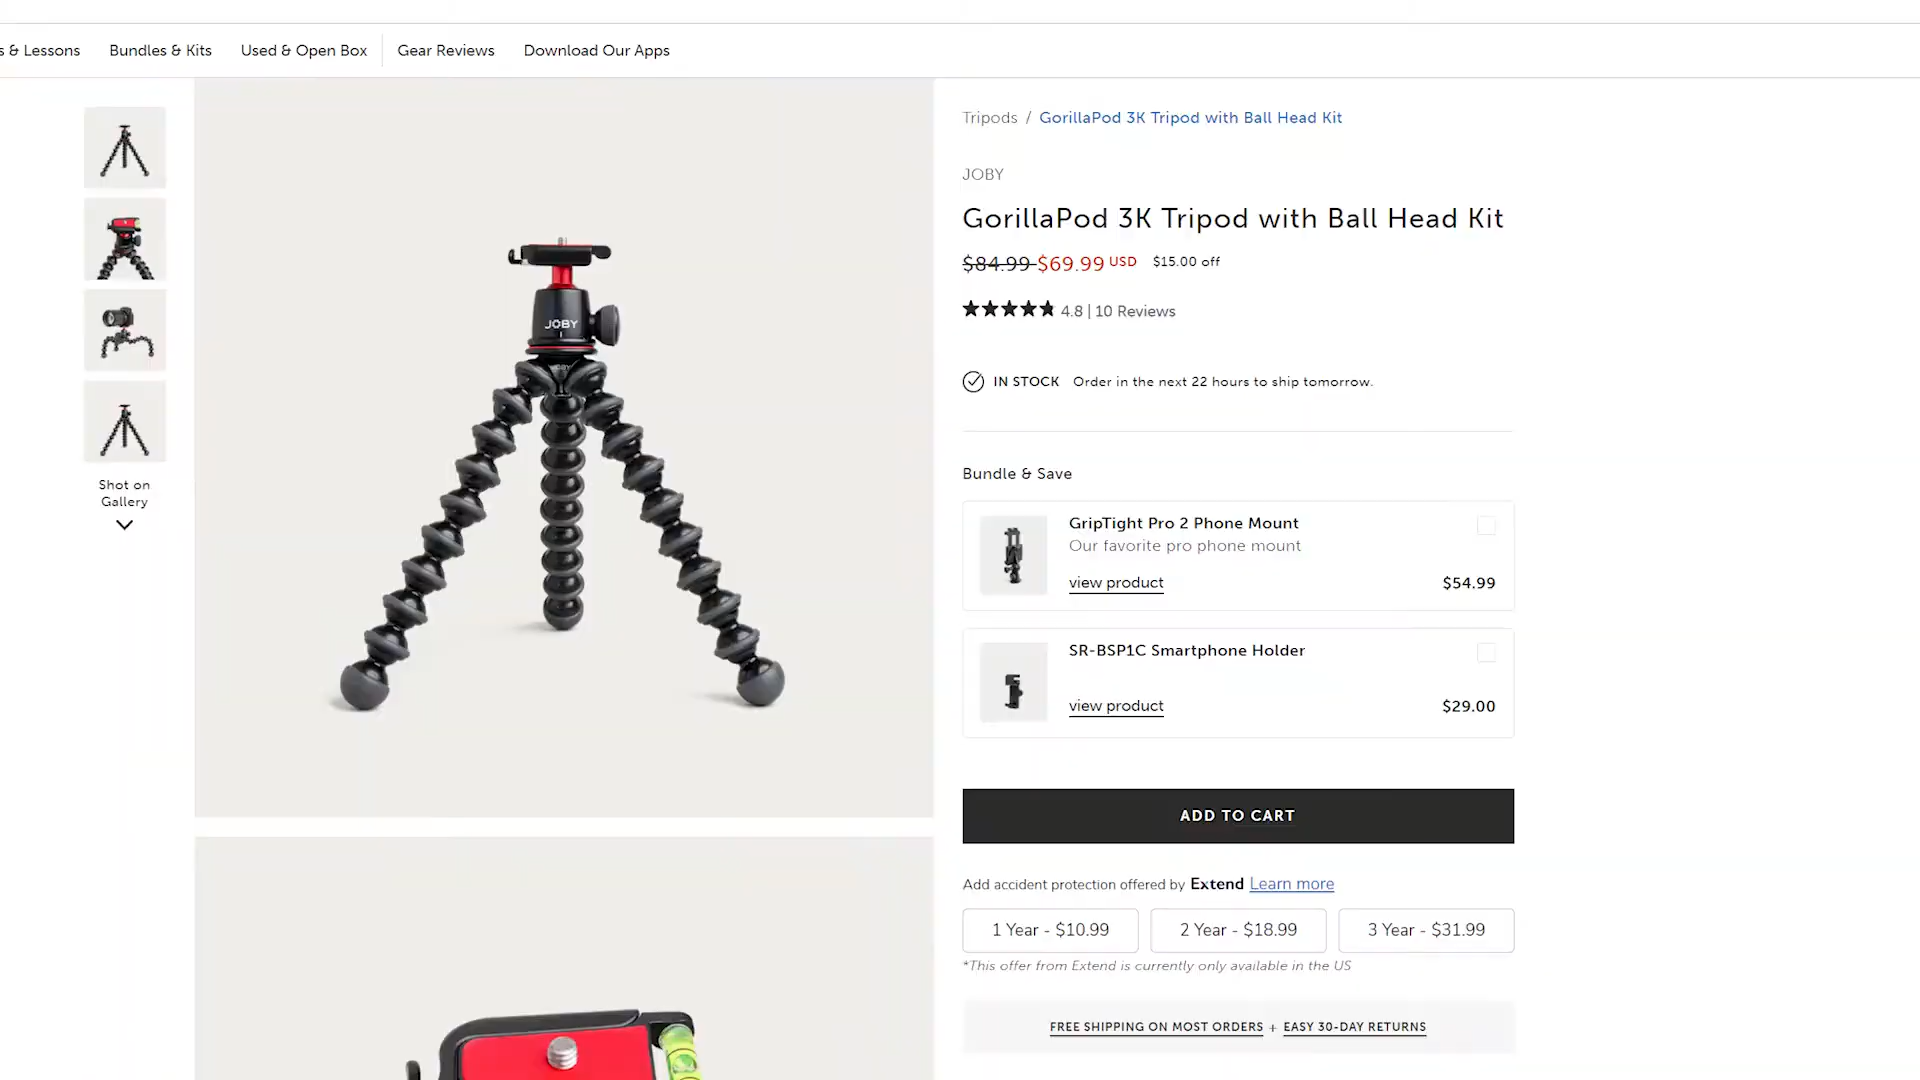 s & Lessons
Bundles & Kits
Used & Open Box
Gear Reviews
Download Our Apps
Shot on
Gallery
JOBY
Tripods / GorillaPod 3K Tripod with Ball Head Kit
JOBY
GorillaPod 3K Tripod with Ball Head Kit
$84.99 $69.99 USD $15.00 off
4.8 | 10 Reviews
IN STOCK Order in the next 22 hours to ship tomorrow.
Bundle & Save
GripTight Pro 2 Phone Mount
Our favorite pro phone mount
view product
$54.99
SR-BSP1C Smartphone Holder
view product
$29.00
ADD TO CART
Add accident protection offered by Extend Learn more
1 Year - $10.99
2 Year - $18.99
3 Year - $31.99
*This offer from Extend is currently only available in the US
FREE SHIPPING ON MOST ORDERS + EASY 30-DAY RETURNS